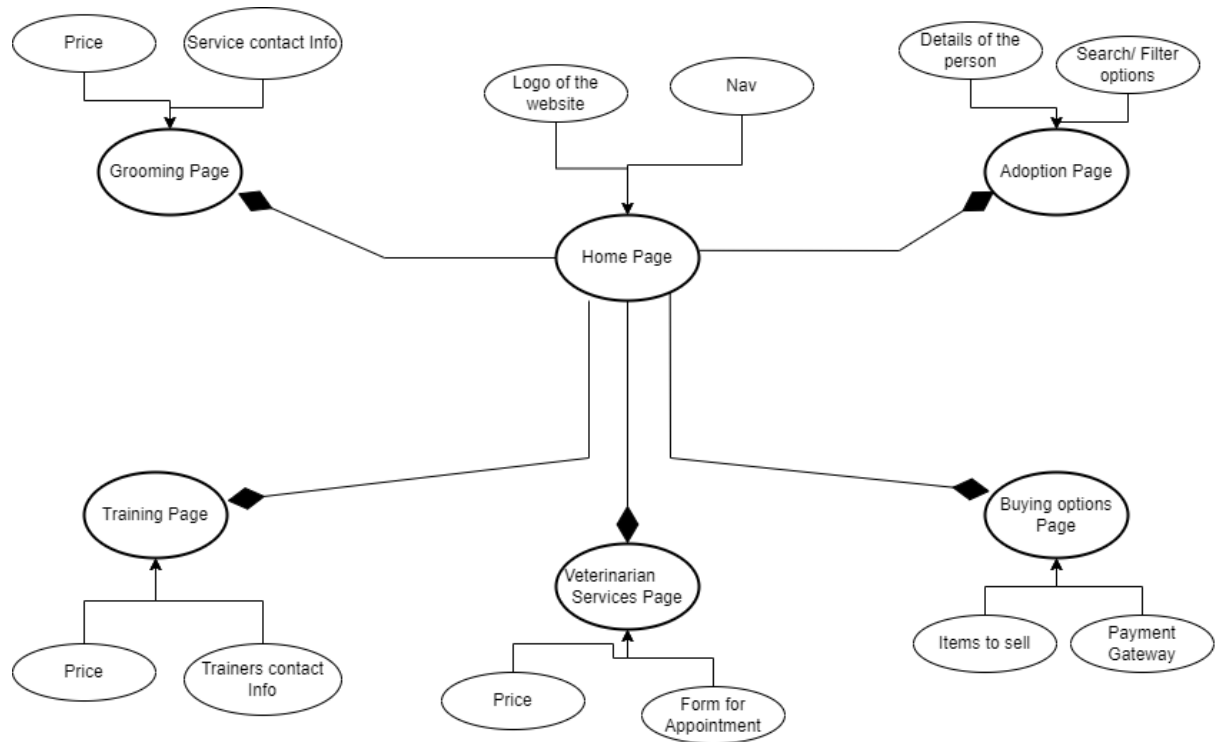 Price
Service contact Info
Logo of the
website
Nav
Details of the
person
Search/ Filter
options
Grooming Page
Adoption Page
Home Page
Training Page
Veterinarian
Services Page
Buying options
Page
Price
Trainers contact
Info
Price
Form for
Appointment
Items to sell
Payment
Gateway